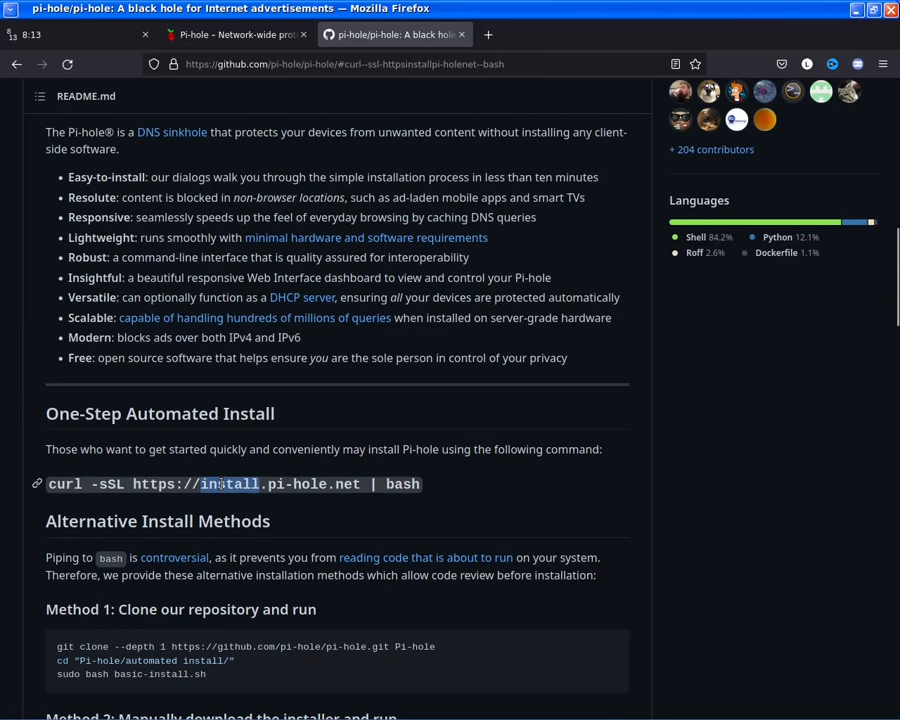 pi-hole/pi-hole: A black hole for Internet advertisements — Mozilla Firefox
8:13
Pi-hole – Network-wide prot
pi-hole/pi-hole: A black hole
https://github.com/pi-hole/pi-hole/#curl--ssl-httpsinstallpi-holenet--bash
README.md
The Pi-hole® is a DNS sinkhole that protects your devices from unwanted content without installing any client-
side software.
• Easy-to-install: our dialogs walk you through the simple installation process in less than ten minutes
• Resolute: content is blocked in non-browser locations, such as ad-laden mobile apps and smart TVs
• Responsive: seamlessly speeds up the feel of everyday browsing by caching DNS queries
• Lightweight: runs smoothly with minimal hardware and software requirements
• Robust: a command-line interface that is quality assured for interoperability
• Insightful: a beautiful responsive Web Interface dashboard to view and control your Pi-hole
• Versatile: can optionally function as a DHCP server, ensuring all your devices are protected automatically
• Scalable: capable of handling hundreds of millions of queries when installed on server-grade hardware
• Modern: blocks ads over both IPv4 and IPv6
• Free: open source software that helps ensure you are the sole person in control of your privacy
One-Step Automated Install
Those who want to get started quickly and conveniently may install Pi-hole using the following command:
curl -sSL https://install.pi-hole.net | bash
Alternative Install Methods
Piping to bash is controversial, as it prevents you from reading code that is about to run on your system.
Therefore, we provide these alternative installation methods which allow code review before installation:
Method 1: Clone our repository and run
git clone --depth 1 https://github.com/pi-hole/pi-hole.git Pi-hole
cd "Pi-hole/automated install/"
sudo bash basic-install.sh
Method 2: Manually download the installer and run
+ 204 contributors
Languages
Shell 84.2%
Python 12.1%
Roff 2.6%
Dockerfile 1.1%